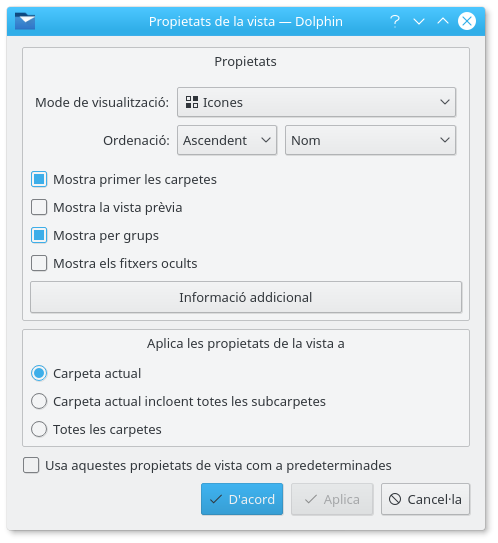 Propietats de la vista — Dolphin
Propietats
Mode de visualització: Icones
Ordenació: Ascendent Nom
Mostra primer les carpetes
Mostra la vista prèvia
Mostra per grups
Mostra els fitxers ocults
Informació addicional
Aplica les propietats de la vista a
Carpeta actual
Carpeta actual incloent totes les subcarpetes
Totes les carpetes
Usa aquestes propietats de vista com a predeterminades
D'acord Aplica Cancel·la